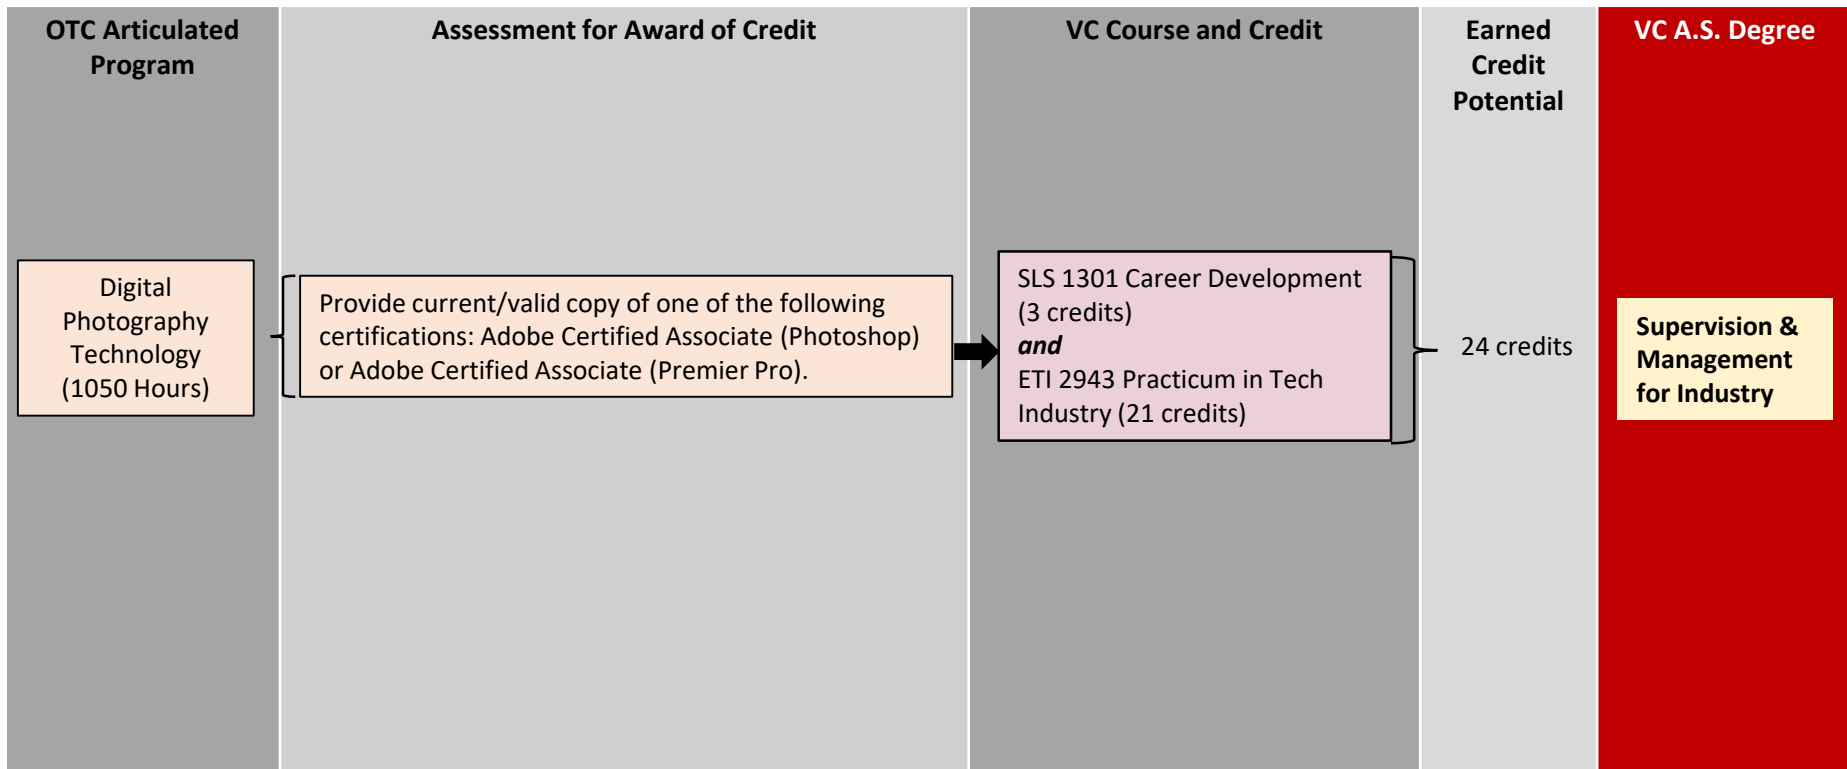 OTC Articulated
Program
Assessment for Award of Credit
VC Course and Credit
Earned
Credit
Potential
VC A.S. Degree
Digital
Photography
Technology
(1050 Hours)
Provide current/valid copy of one of the following
certifications: Adobe Certified Associate (Photoshop)
or Adobe Certified Associate (Premier Pro).
SLS 1301 Career Development
(3 credits)
and
ETI 2943 Practicum in Tech
Industry (21 credits)
24 credits
Supervision &
Management
for Industry